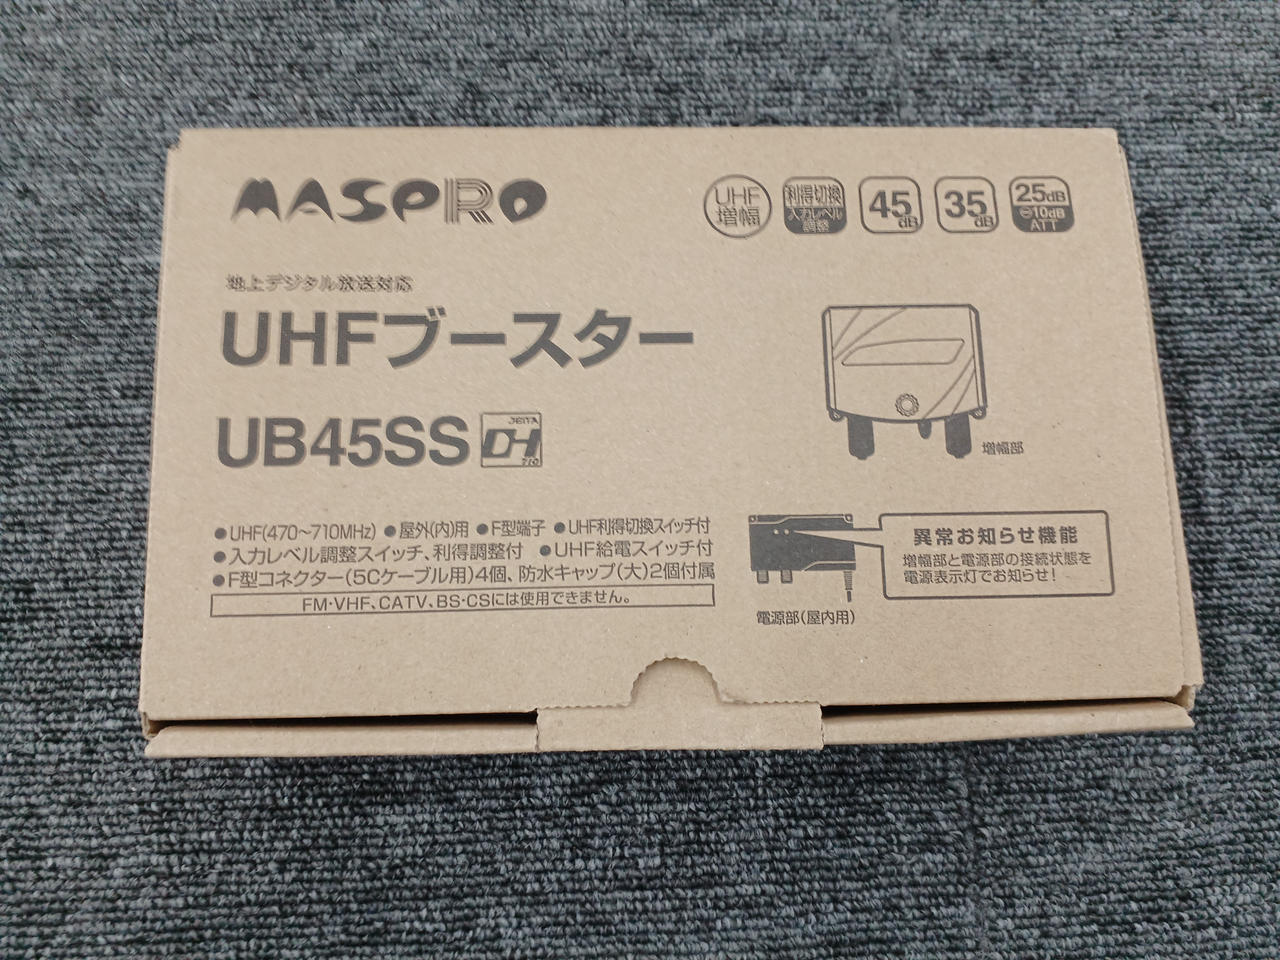 MASPRO
UHF
増幅
利得切換
入力レベル
調整
45dB
35dB
25dB
⊖10dB
ATT
地上デジタル放送対応
UHFブースター
UB45SS
JEITA
DH
710
増幅部
●UHF(470~710MHz) ●屋外(内)用 ●F型端子 ●UHF利得切換スイッチ付
●入力レベル調整スイッチ、利得調整付 ●UHF給電スイッチ付
●F型コネクター(5Cケーブル用)4個、防水キャップ(大)2個付属
FM・VHF、CATV、BS・CSには使用できません。
異常お知らせ機能
増幅部と電源部の接続状態を
電源表示灯でお知らせ!
電源部(屋内用)